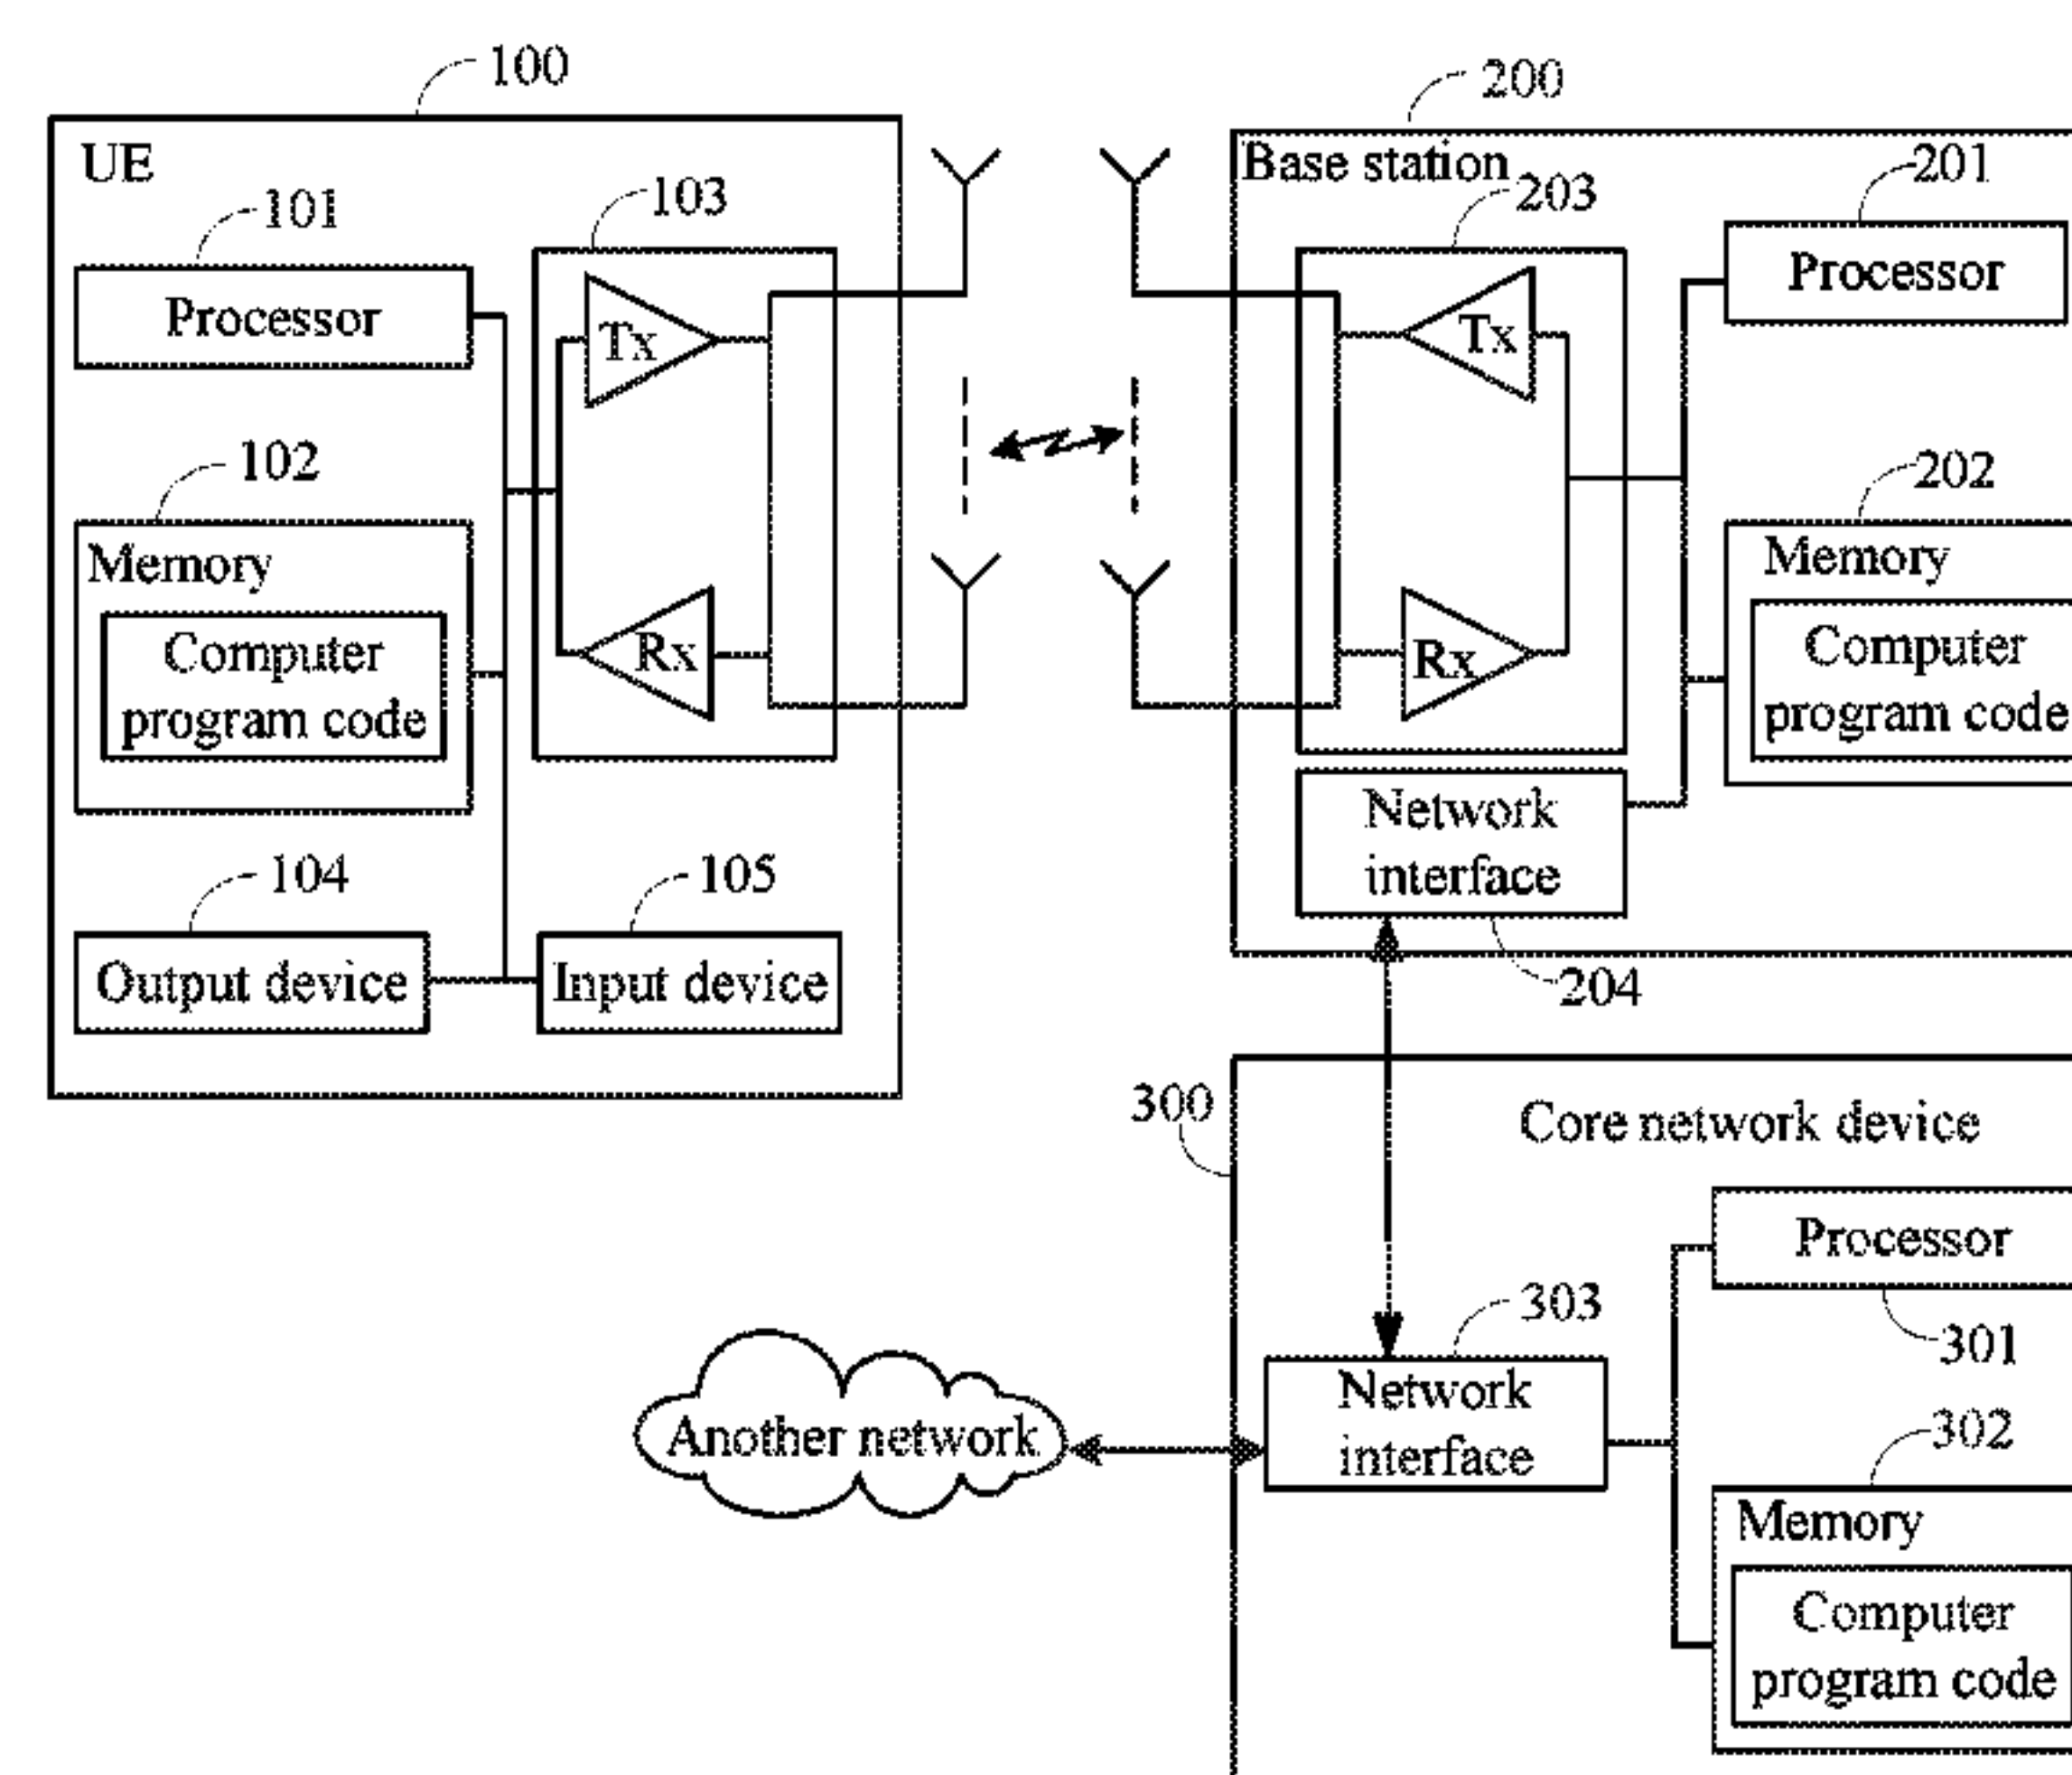 100
UE
101
Processor
103
Tx
Rx
102
Memory
Computer
program code
104
Output device
105
Input device
200
Base station
203
Tx
Rx
201
Processor
202
Memory
Computer
program code
Network
interface
204
300
Core network device
Processor
301
303
Network
interface
302
Memory
Computer
program code
Another network